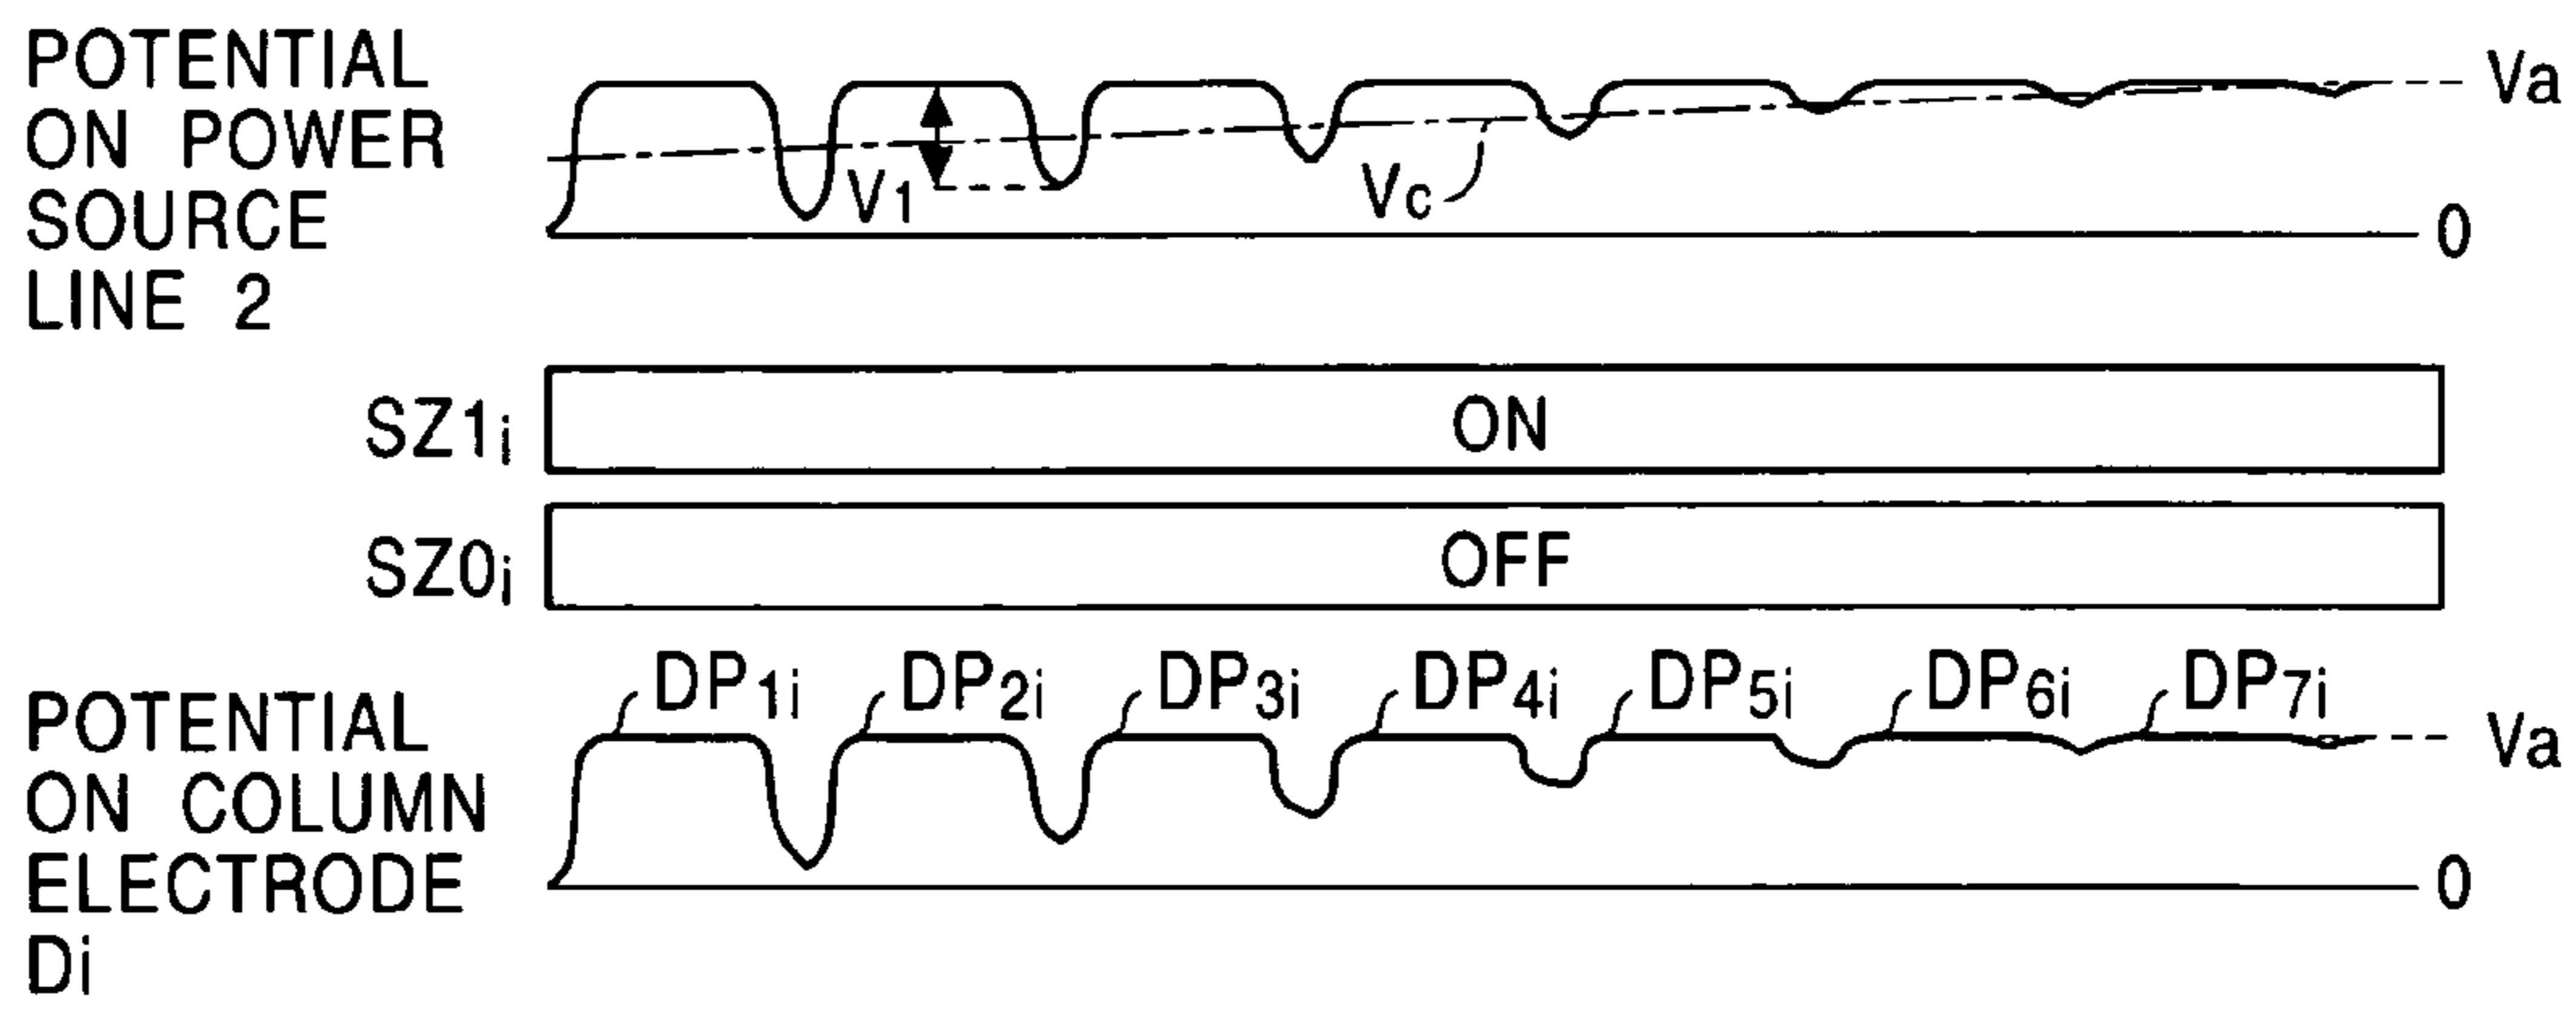 POTENTIAL
ON POWER
SOURCE
LINE 2
Va
V1
Vc
0
SZ1i
ON
SZ0i
OFF
DP1i DP2i DP3i DP4i DP5i DP6i DP7i
POTENTIAL
ON COLUMN
ELECTRODE
Di
Va
0